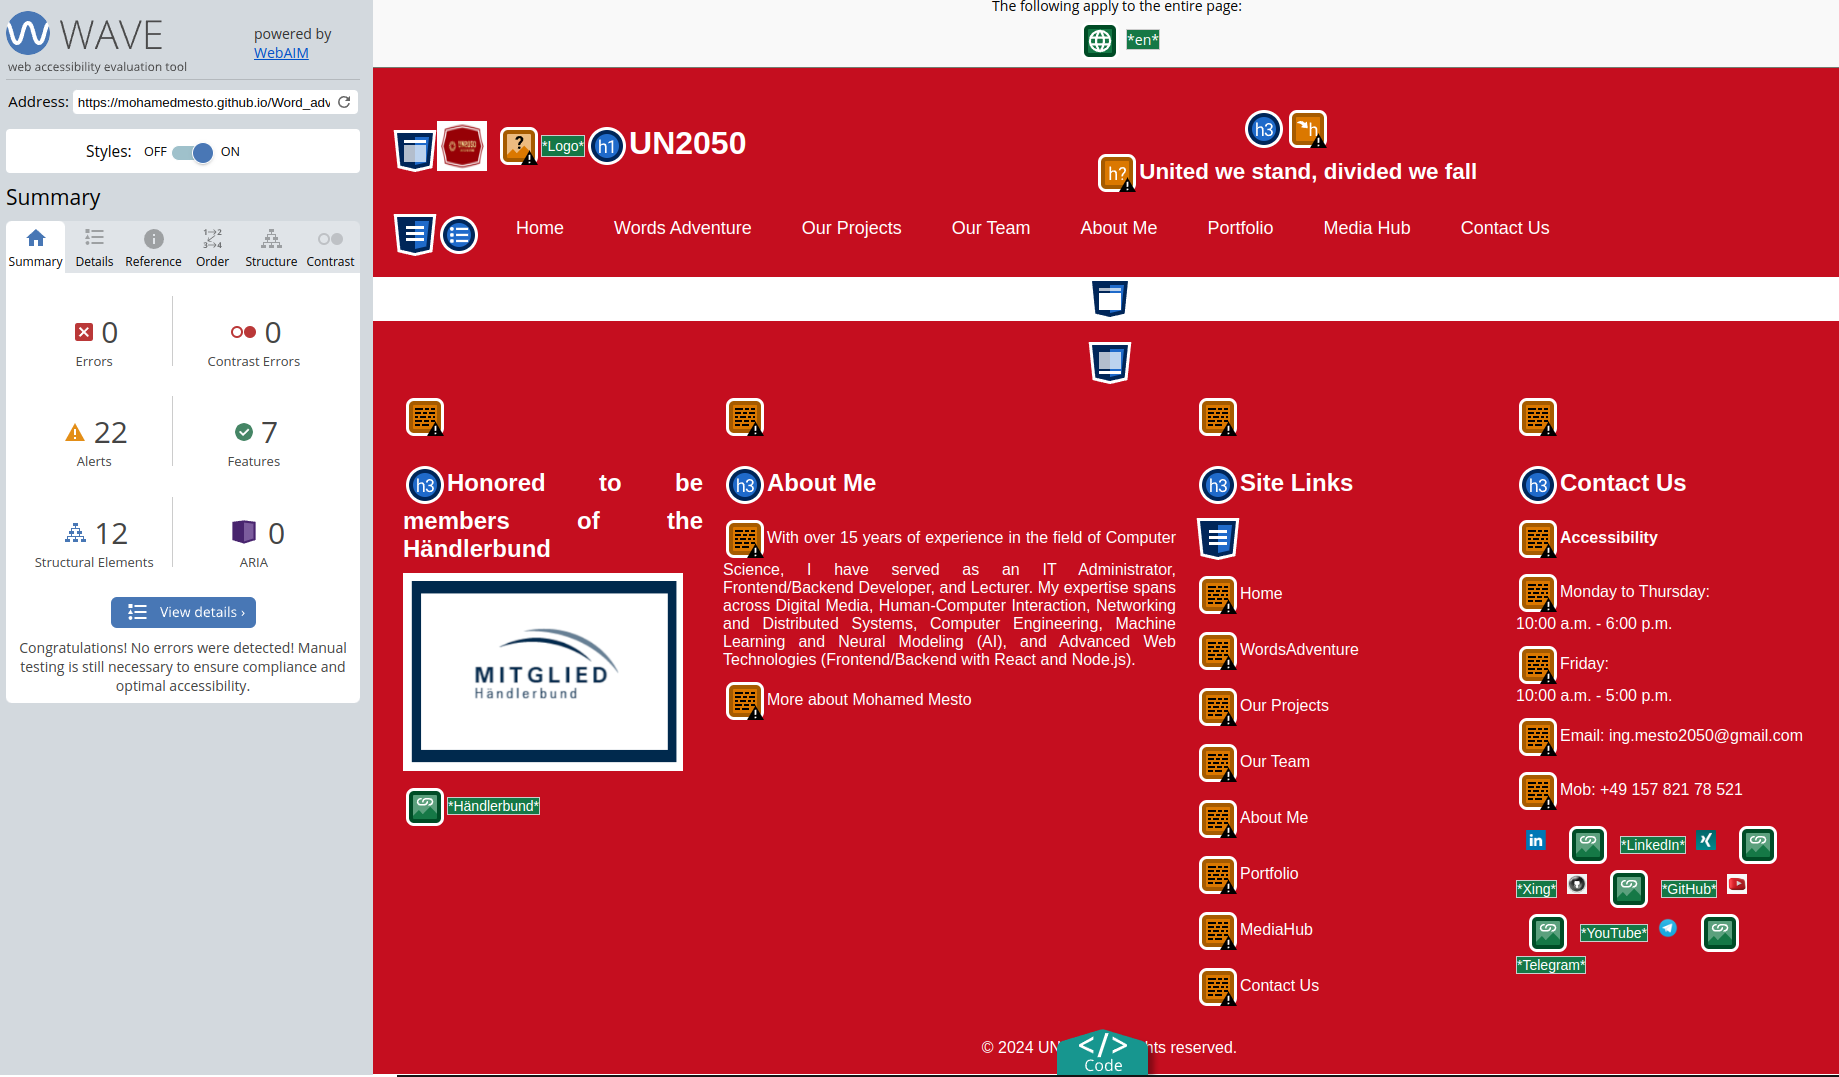 WAVE
web accessibility evaluation tool
powered by
WebAIM
Address: https://mohamedmesto.github.io/Word_adv
Styles: OFF ON
Summary
Summary Details Reference Order Structure Contrast
0 Errors
0 Contrast Errors
22 Alerts
7 Features
12 Structural Elements
0 ARIA
View details ›
Congratulations! No errors were detected! Manual
testing is still necessary to ensure compliance and
optimal accessibility.
The following apply to the entire page:
*en*
*Logo* h1 UN2050
h3 h
h? United we stand, divided we fall
Home Words Adventure Our Projects Our Team About Me Portfolio Media Hub Contact Us
h3 Honored to be
members of the
Händlerbund
MITGLIED
Händlerbund
*Händlerbund*
h3 About Me
With over 15 years of experience in the field of Computer
Science, I have served as an IT Administrator,
Frontend/Backend Developer, and Lecturer. My expertise spans
across Digital Media, Human-Computer Interaction, Networking
and Distributed Systems, Computer Engineering, Machine
Learning and Neural Modeling (AI), and Advanced Web
Technologies (Frontend/Backend with React and Node.js).
More about Mohamed Mesto
h3 Site Links
Home
WordsAdventure
Our Projects
Our Team
About Me
Portfolio
MediaHub
Contact Us
h3 Contact Us
Accessibility
Monday to Thursday:
10:00 a.m. - 6:00 p.m.
Friday:
10:00 a.m. - 5:00 p.m.
Email: ing.mesto2050@gmail.com
Mob: +49 157 821 78 521
in *LinkedIn*
*Xing* *GitHub*
*YouTube*
*Telegram*
© 2024 UN hts reserved.
</> Code